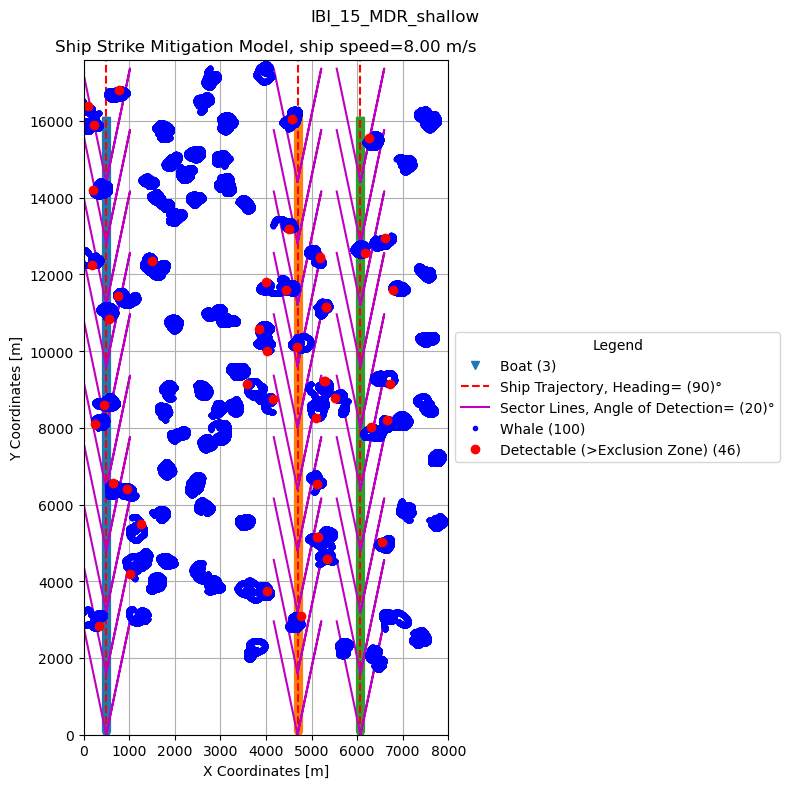 IBI_15_MDR_shallow
Ship Strike Mitigation Model, ship speed=8.00 m/s
16000
14000
12000
10000
8000
6000
4000
2000
0
Y Coordinates [m]
0 1000 2000 3000 4000 5000 6000 7000 8000
X Coordinates [m]
Legend
Boat (3)
Ship Trajectory, Heading= (90)°
Sector Lines, Angle of Detection= (20)°
Whale (100)
Detectable (>Exclusion Zone) (46)